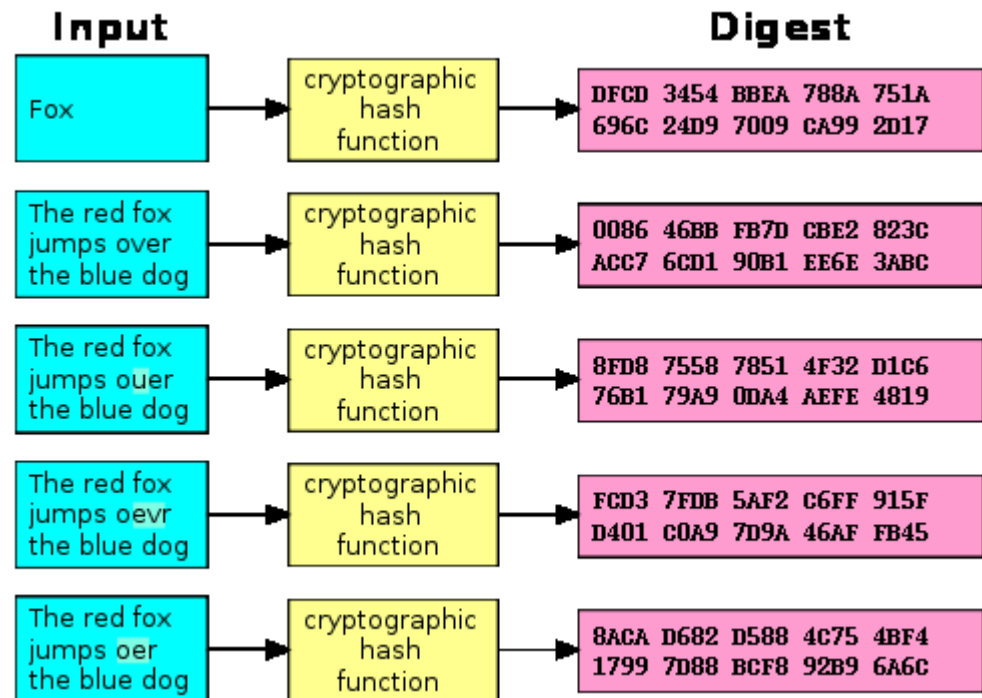 Input
Digest
Fox
cryptographic
hash
function
DFCD 3454 BBEA 788A 751A
696C 24D9 7009 CA99 2D17
The red fox
jumps over
the blue dog
cryptographic
hash
function
0086 46BB FB7D CBE2 823C
ACC7 6CD1 90B1 EE6E 3ABC
The red fox
jumps ouer
the blue dog
cryptographic
hash
function
8FD8 7558 7851 4F32 D1C6
76B1 79A9 0DA4 AEFE 4819
The red fox
jumps oevr
the blue dog
cryptographic
hash
function
FCD3 7FDB 5AF2 C6FF 915F
D401 C0A9 7D9A 46AF FB45
The red fox
jumps oer
the blue dog
cryptographic
hash
function
8ACA D682 D588 4C75 4BF4
1799 7D88 BCF8 92B9 6A6C